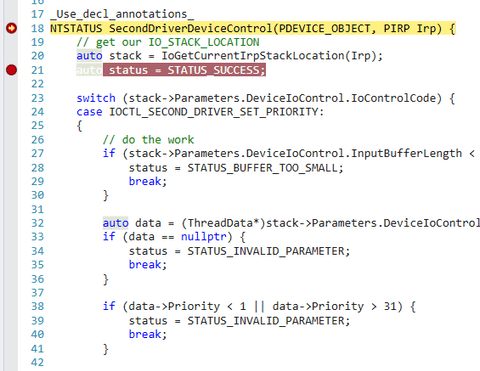 16
17 _Use_decl_annotations_
18 NTSTATUS SecondDriverDeviceControl(PDEVICE_OBJECT, PIRP Irp) {
19 // get our IO_STACK_LOCATION
20 auto stack = IoGetCurrentIrpStackLocation(Irp);
21 auto status = STATUS_SUCCESS;
22
23 switch (stack->Parameters.DeviceIoControl.IoControlCode) {
24 case IOCTL_SECOND_DRIVER_SET_PRIORITY:
25 {
26 // do the work
27 if (stack->Parameters.DeviceIoControl.InputBufferLength <
28 status = STATUS_BUFFER_TOO_SMALL;
29 break;
30 }
31
32 auto data = (ThreadData*)stack->Parameters.DeviceIoControl
33 if (data == nullptr) {
34 status = STATUS_INVALID_PARAMETER;
35 break;
36 }
37
38 if (data->Priority < 1 || data->Priority > 31) {
39 status = STATUS_INVALID_PARAMETER;
40 break;
41 }
42